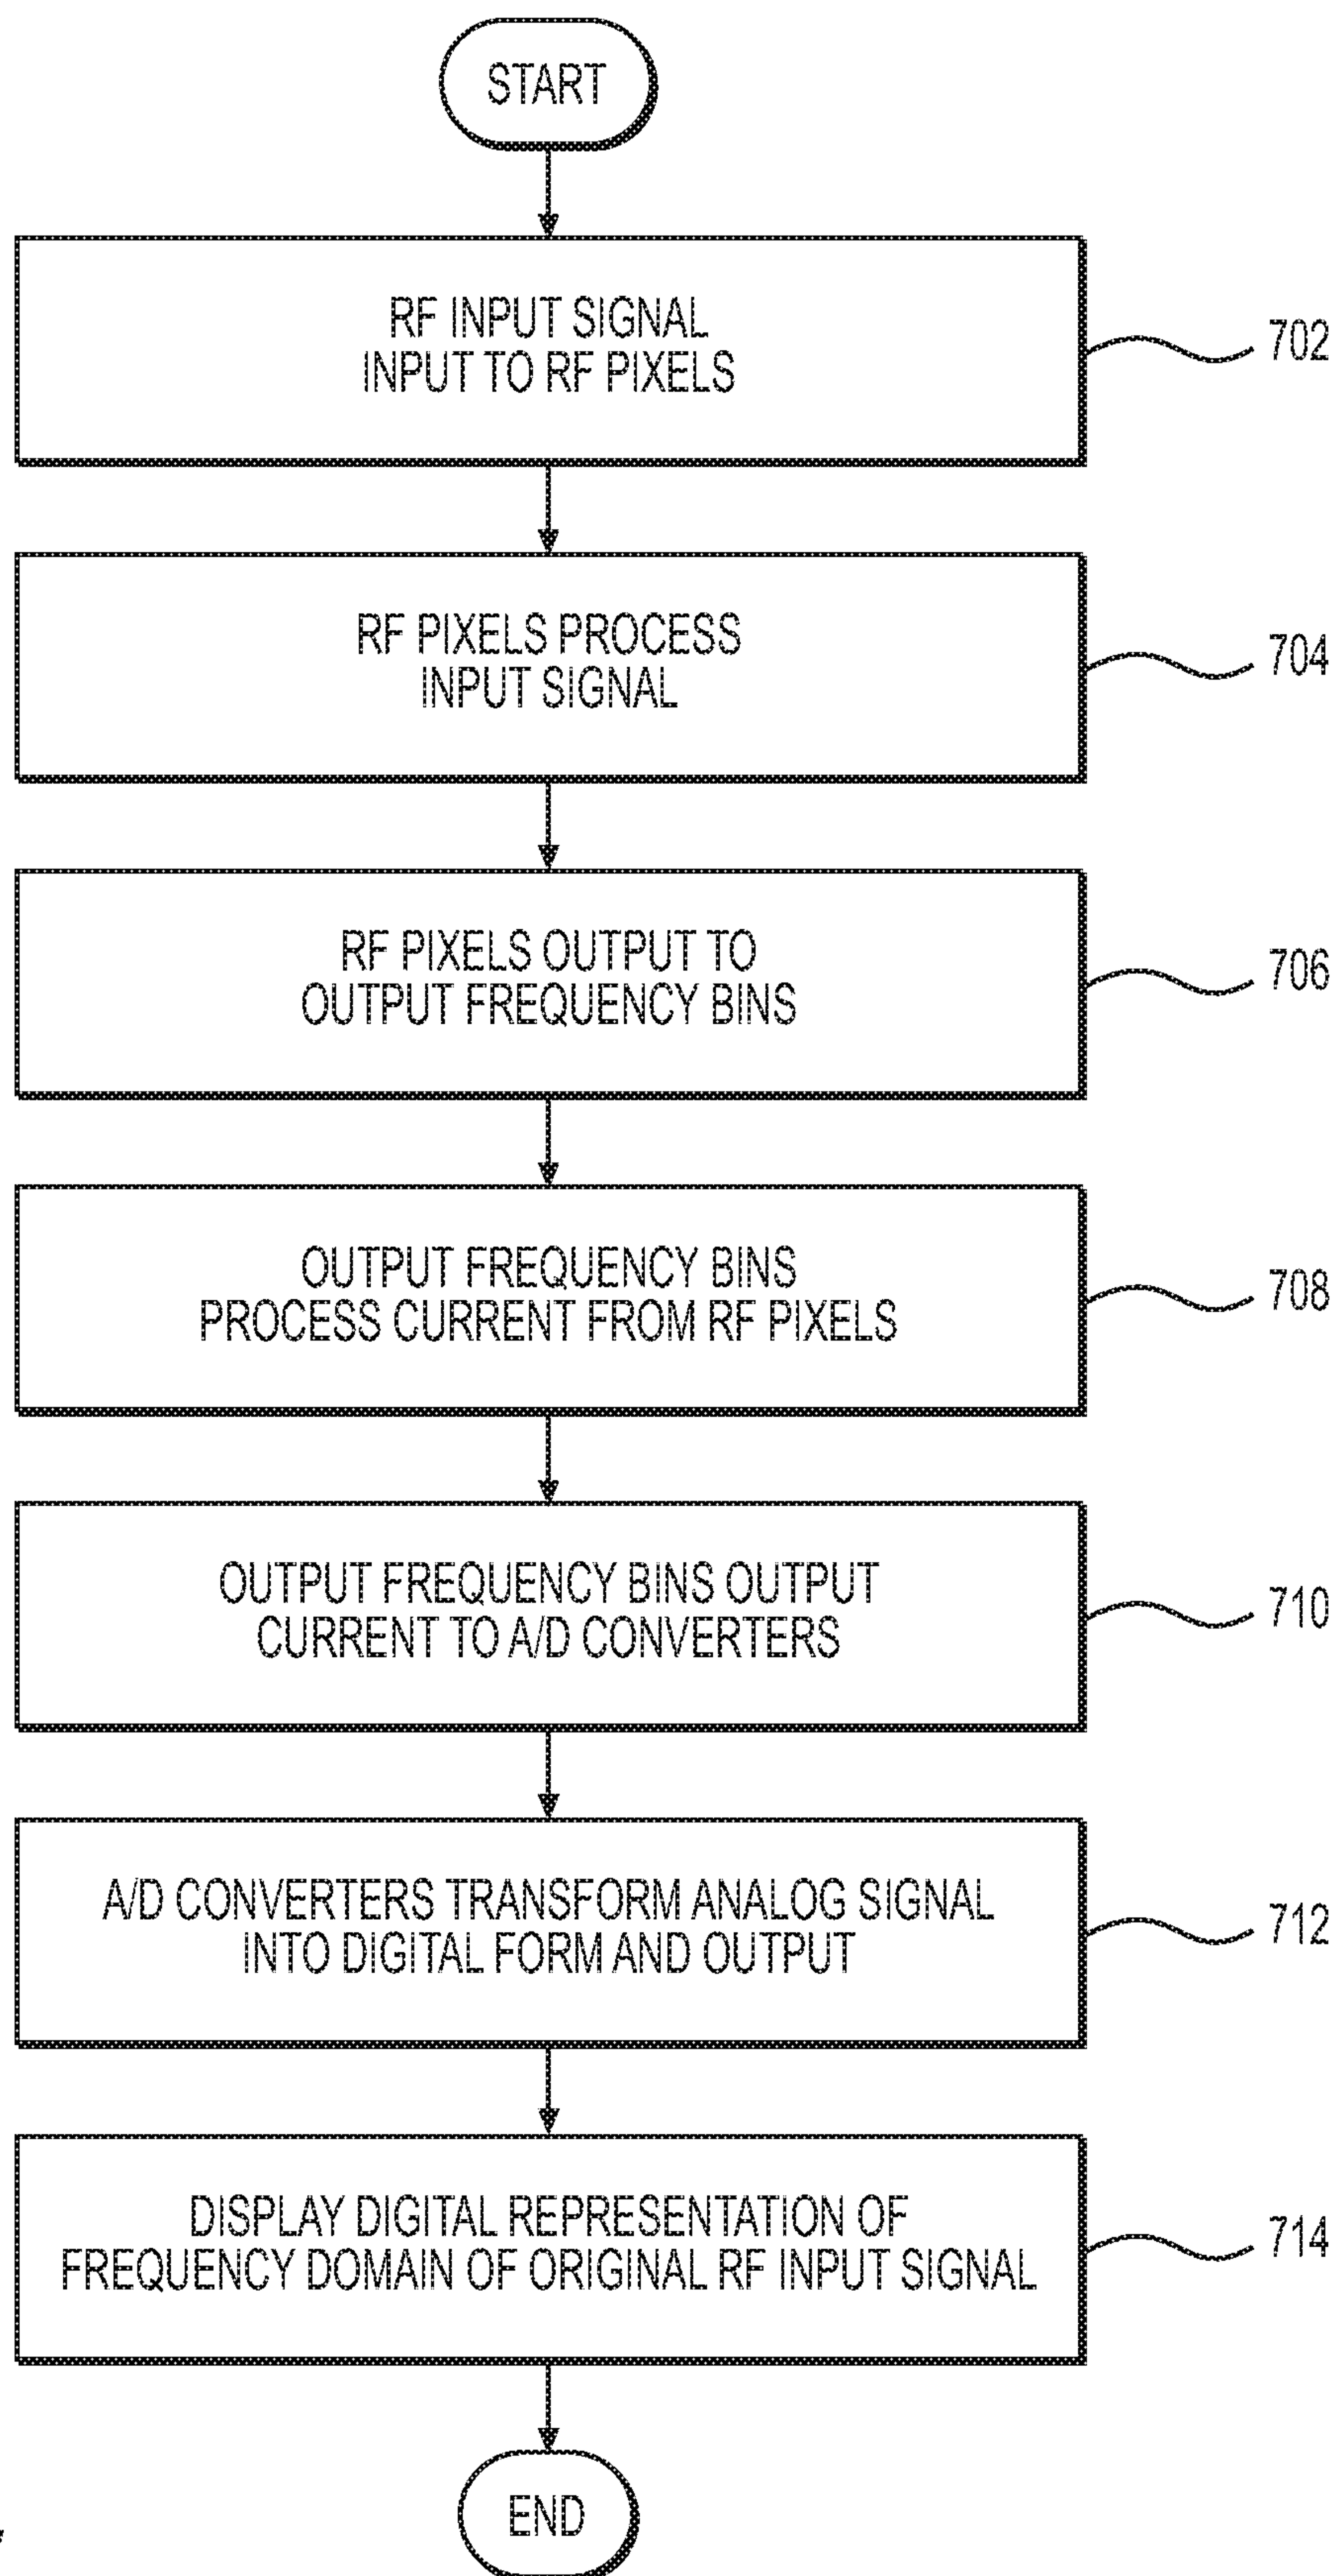 START
RF INPUT SIGNAL
INPUT TO RF PIXELS
702
RF PIXELS PROCESS
INPUT SIGNAL
704
RF PIXELS OUTPUT TO
OUTPUT FREQUENCY BINS
706
OUTPUT FREQUENCY BINS
PROCESS CURRENT FROM RF PIXELS
708
OUTPUT FREQUENCY BINS OUTPUT
CURRENT TO A/D CONVERTERS
710
A/D CONVERTERS TRANSFORM ANALOG SIGNAL
INTO DIGITAL FORM AND OUTPUT
712
DISPLAY DIGITAL REPRESENTATION OF
FREQUENCY DOMAIN OF ORIGINAL RF INPUT SIGNAL
714
END